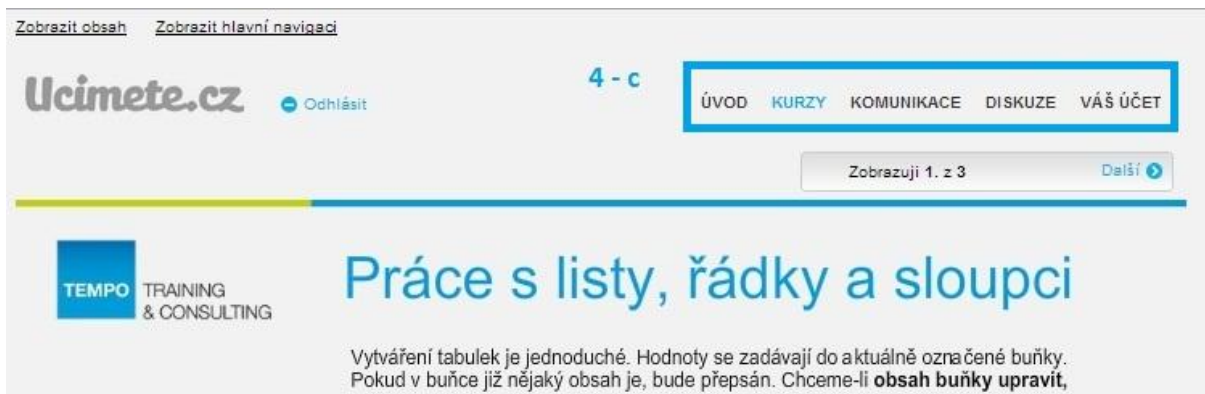 Zobrazit obsah Zobrazit hlavní navigaci
Ucimete.cz Odhlásit
4 - c
ÚVOD KURZY KOMUNIKACE DISKUZE VÁŠ ÚČET
Zobrazuji 1. z 3 Další
TEMPO TRAINING
& CONSULTING
Práce s listy, řádky a sloupci
Vytváření tabulek je jednoduché. Hodnoty se zadávají do aktuálně označené buňky.
Pokud v buňce již nějaký obsah je, bude přepsán. Chceme-li obsah buňky upravit,